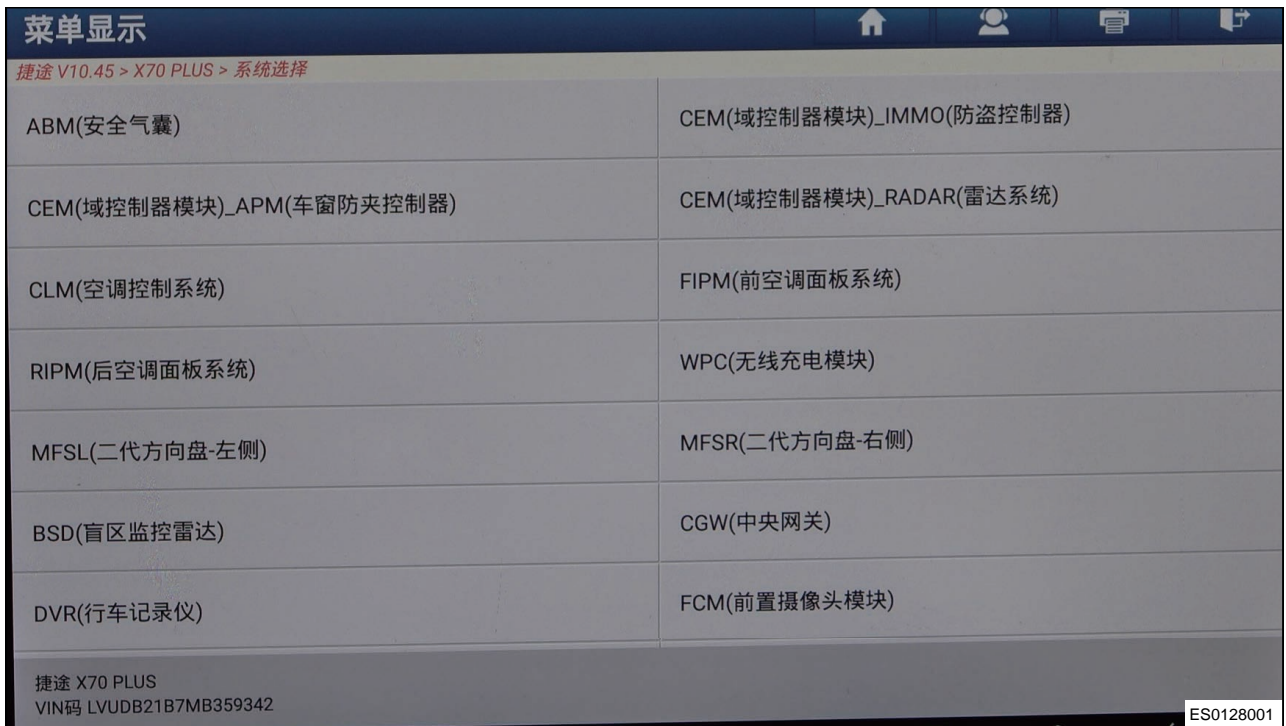 菜单显示
捷途 V10.45 > X70 PLUS > 系统选择
ABM(安全气囊)
CEM(域控制器模块)_IMMO(防盗控制器)
CEM(域控制器模块)_APM(车窗防夹控制器)
CEM(域控制器模块)_RADAR(雷达系统)
CLM(空调控制系统)
FIPM(前空调面板系统)
RIPM(后空调面板系统)
WPC(无线充电模块)
MFSL(二代方向盘-左侧)
MFSR(二代方向盘-右侧)
BSD(盲区监控雷达)
CGW(中央网关)
DVR(行车记录仪)
FCM(前置摄像头模块)
捷途 X70 PLUS
VIN码 LVUDB21B7MB359342
ES0128001